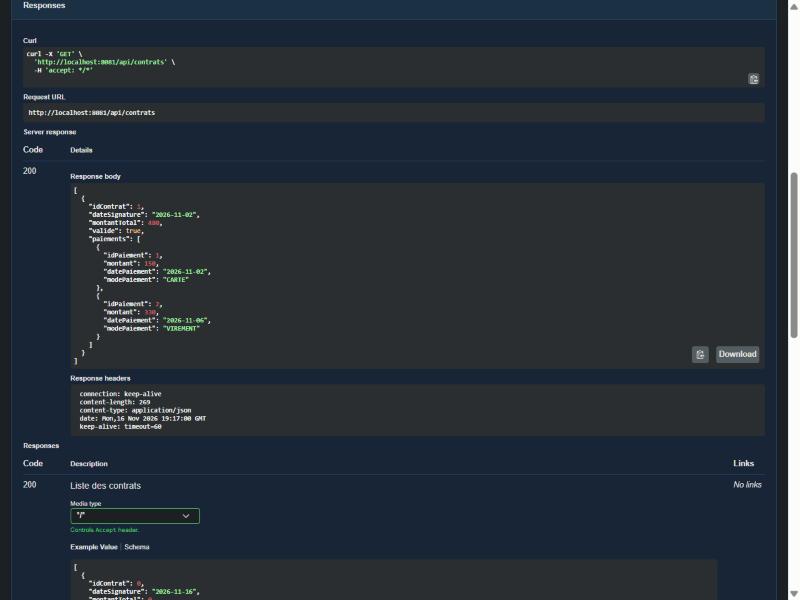 Responses
Curl
curl -X 'GET' \
'http://localhost:8081/api/contrats' \
-H 'accept: */*'
Request URL
http://localhost:8081/api/contrats
Server response
Code Details
200
Response body
[
{
"idContrat": 1,
"dateSignature": "2026-11-02",
"montantTotal": 480,
"valide": true,
"paiements": [
{
"idPaiement": 1,
"montant": 150,
"datePaiement": "2026-11-02",
"modePaiement": "CARTE"
},
{
"idPaiement": 2,
"montant": 330,
"datePaiement": "2026-11-06",
"modePaiement": "VIREMENT"
}
]
}
]
Download
Response headers
connection: keep-alive
content-length: 269
content-type: application/json
date: Mon,16 Nov 2026 19:17:00 GMT
keep-alive: timeout=60
Responses
Code Description Links
200 Liste des contrats No links
Media type
*/*
Controls Accept header.
Example Value | Schema
[
{
"idContrat": 0,
"dateSignature": "2026-11-16",
"montantTotal": 0,